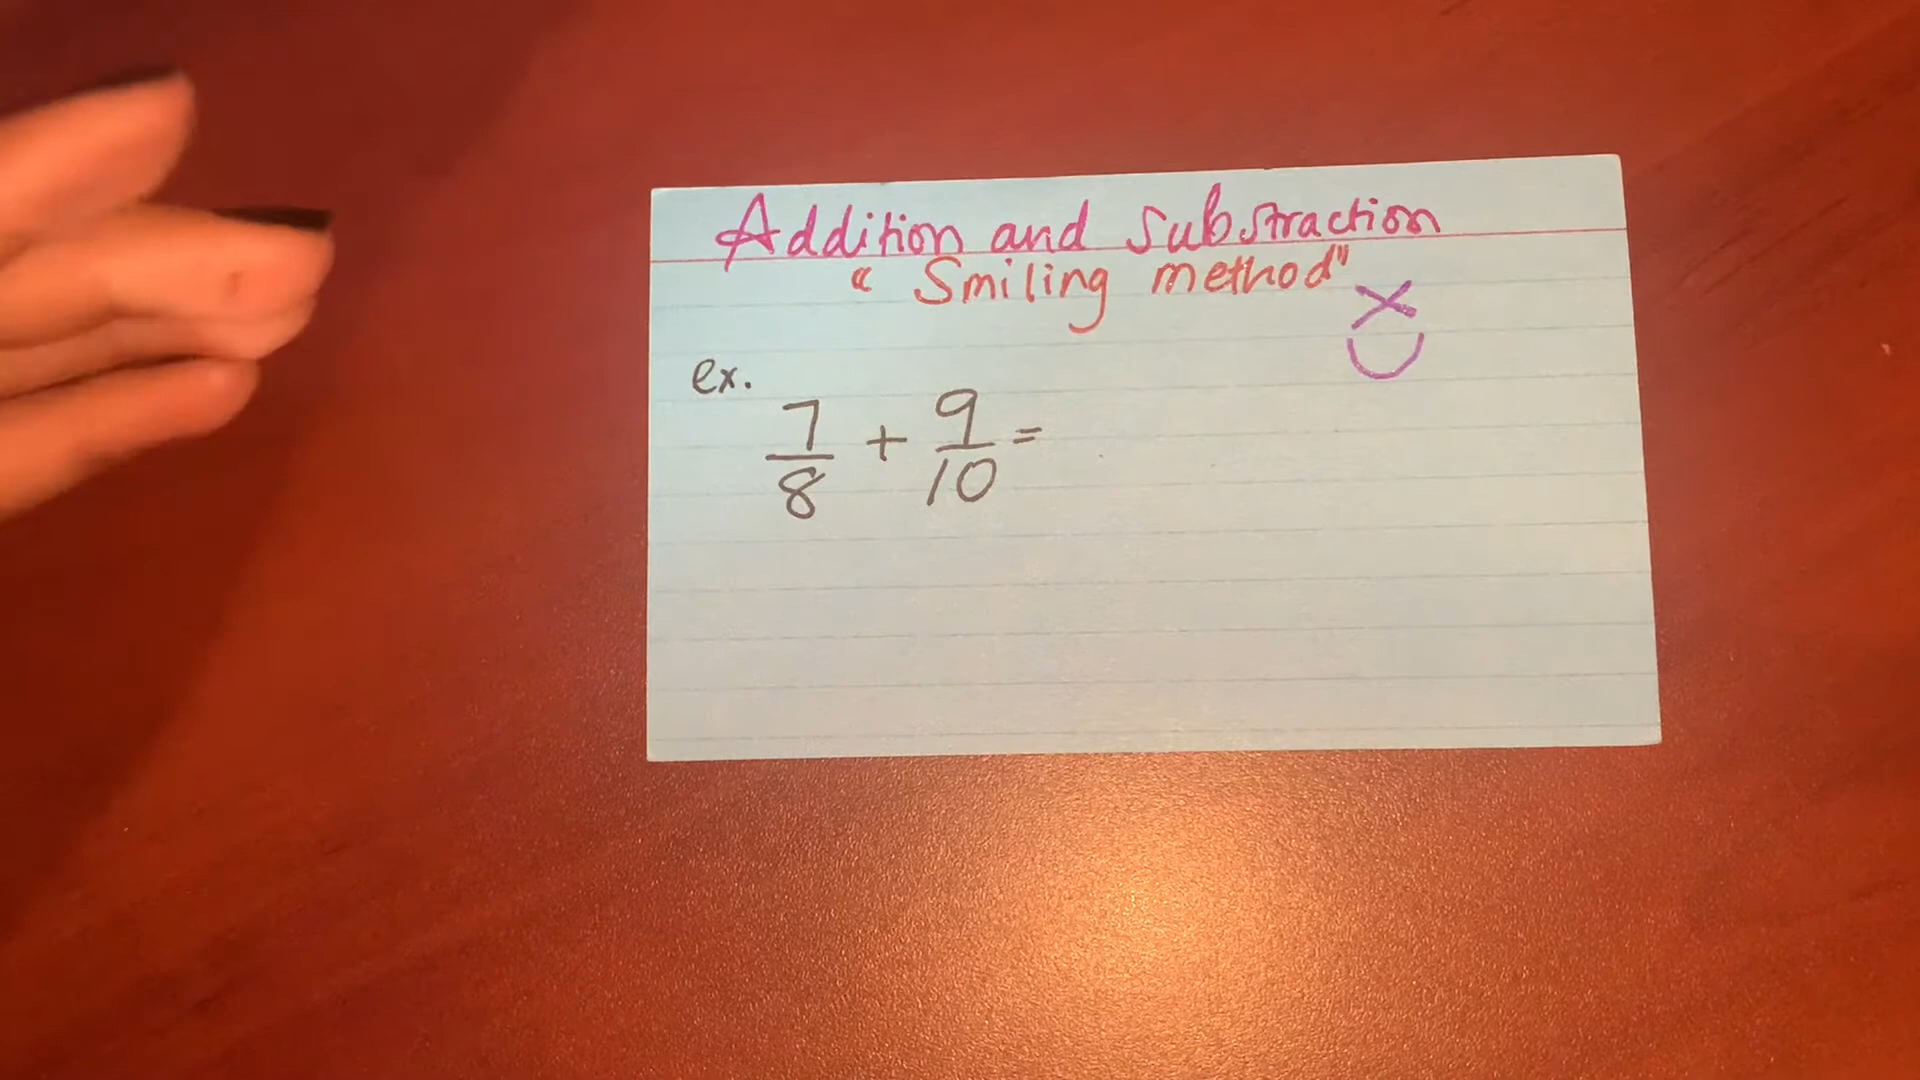 Addition and Substraction
"Smiling method"
×
ex.
7/8 + 9/10 =